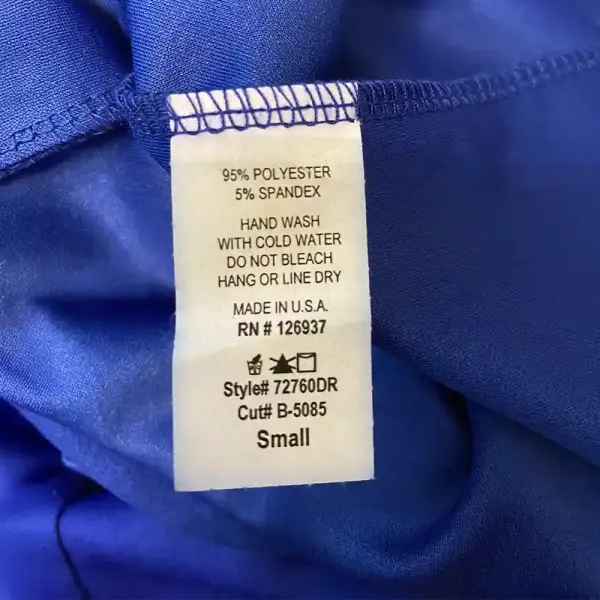 95% POLYESTER
5% SPANDEX
HAND WASH
WITH COLD WATER
DO NOT BLEACH
HANG OR LINE DRY
MADE IN U.S.A.
RN # 126937
Style# 72760DR
Cut# B-5085
Small